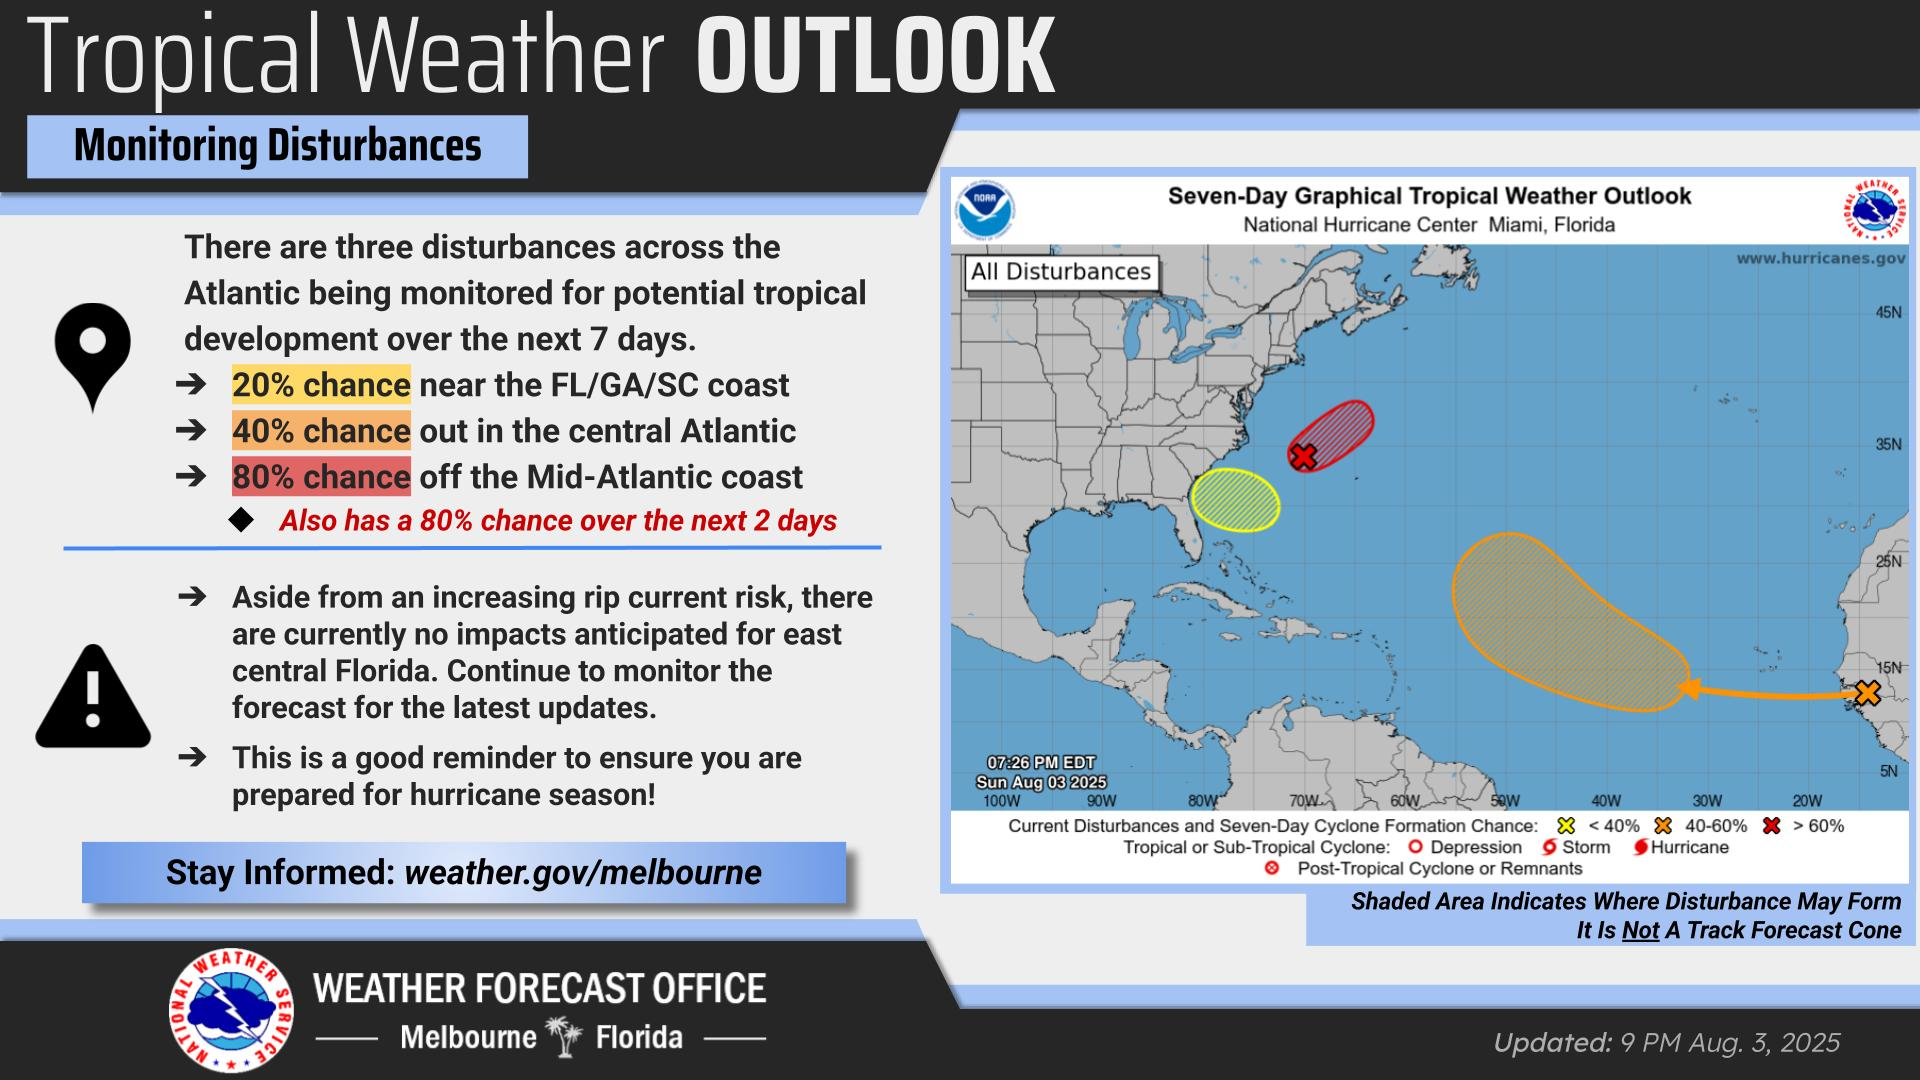 Tropical Weather OUTLOOK
Monitoring Disturbances
There are three disturbances across the
Atlantic being monitored for potential tropical
development over the next 7 days.
➔ 20% chance near the FL/GA/SC coast
➔ 40% chance out in the central Atlantic
➔ 80% chance off the Mid-Atlantic coast
◆ Also has a 80% chance over the next 2 days
➔ Aside from an increasing rip current risk, there
are currently no impacts anticipated for east
central Florida. Continue to monitor the
forecast for the latest updates.
➔ This is a good reminder to ensure you are
prepared for hurricane season!
Stay Informed: weather.gov/melbourne
NOAA
Seven-Day Graphical Tropical Weather Outlook
National Hurricane Center Miami, Florida
NATIONAL WEATHER SERVICE
All Disturbances
www.hurricanes.gov
45N
35N
25N
15N
5N
07:26 PM EDT
Sun Aug 03 2025
100W 90W 80W 70W 60W 50W 40W 30W 20W
Current Disturbances and Seven-Day Cyclone Formation Chance: < 40% 40-60% > 60%
Tropical or Sub-Tropical Cyclone: Depression Storm Hurricane
Post-Tropical Cyclone or Remnants
Shaded Area Indicates Where Disturbance May Form
It Is Not A Track Forecast Cone
NATIONAL WEATHER SERVICE
WEATHER FORECAST OFFICE
Melbourne Florida
Updated: 9 PM Aug. 3, 2025